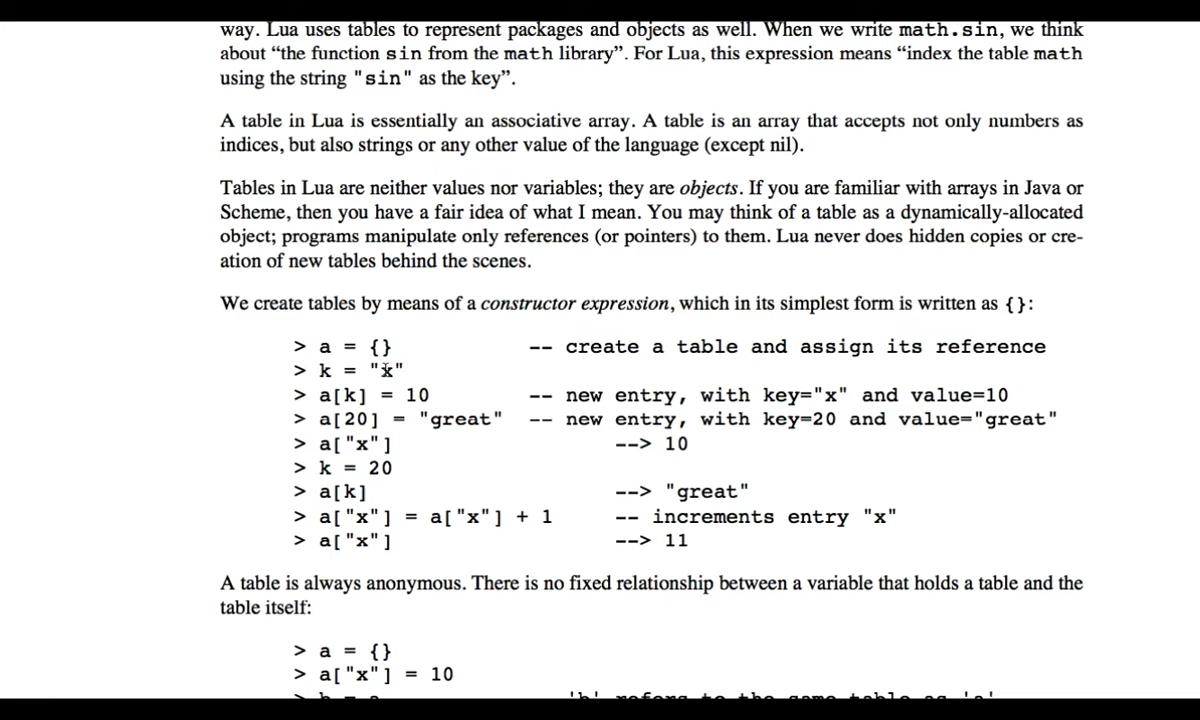 way. Lua uses tables to represent packages and objects as well. When we write math.sin, we think
about “the function sin from the math library”. For Lua, this expression means “index the table math
using the string "sin" as the key”.
A table in Lua is essentially an associative array. A table is an array that accepts not only numbers as
indices, but also strings or any other value of the language (except nil).
Tables in Lua are neither values nor variables; they are objects. If you are familiar with arrays in Java or
Scheme, then you have a fair idea of what I mean. You may think of a table as a dynamically-allocated
object; programs manipulate only references (or pointers) to them. Lua never does hidden copies or cre-
ation of new tables behind the scenes.
We create tables by means of a constructor expression, which in its simplest form is written as {}:
> a = {} -- create a table and assign its reference
> k = "x"
> a[k] = 10 -- new entry, with key="x" and value=10
> a[20] = "great" -- new entry, with key=20 and value="great"
> a["x"] --> 10
> k = 20
> a[k] --> "great"
> a["x"] = a["x"] + 1 -- increments entry "x"
> a["x"] --> 11
A table is always anonymous. There is no fixed relationship between a variable that holds a table and the
table itself:
> a = {}
> a["x"] = 10
> b = a 'b' refers to the same table as 'a'